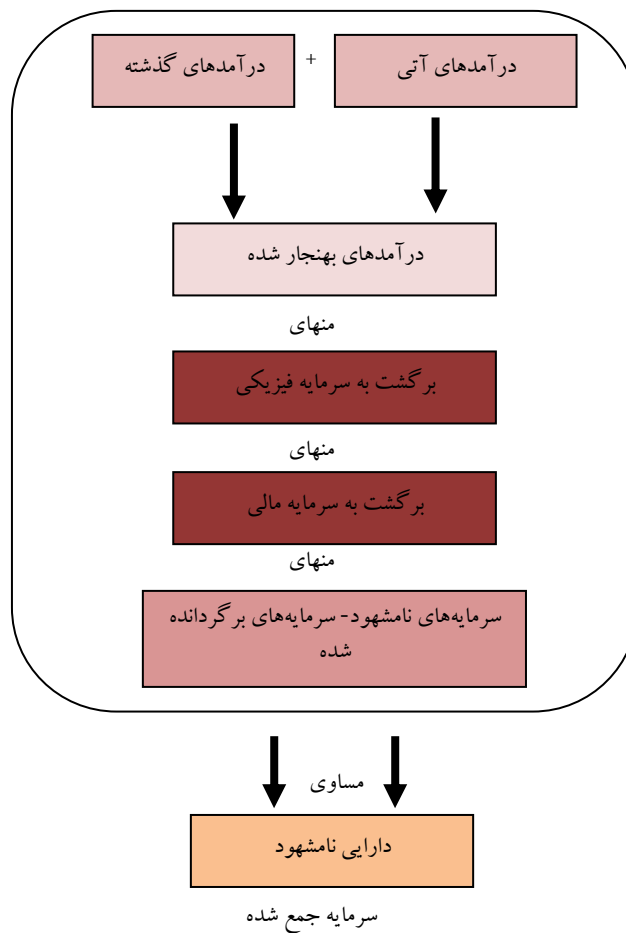 درآمدهای گذشته + درآمدهای آتی
درآمدهای بهنجار شده
منهای
برگشت به سرمایه فیزیکی
منهای
برگشت به سرمایه مالی
منهای
سرمایه‌های نامشهود- سرمایه‌های برگردانده
شده
مساوی
دارایی نامشهود
سرمایه جمع شده